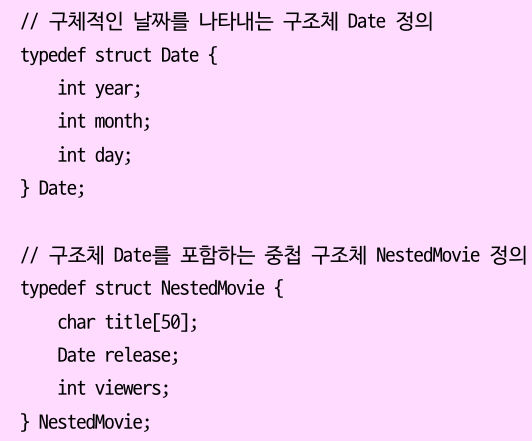 // 구체적인 날짜를 나타내는 구조체 Date 정의
typedef struct Date {
    int year;
    int month;
    int day;
} Date;

// 구조체 Date를 포함하는 중첩 구조체 NestedMovie 정의
typedef struct NestedMovie {
    char title[50];
    Date release;
    int viewers;
} NestedMovie;